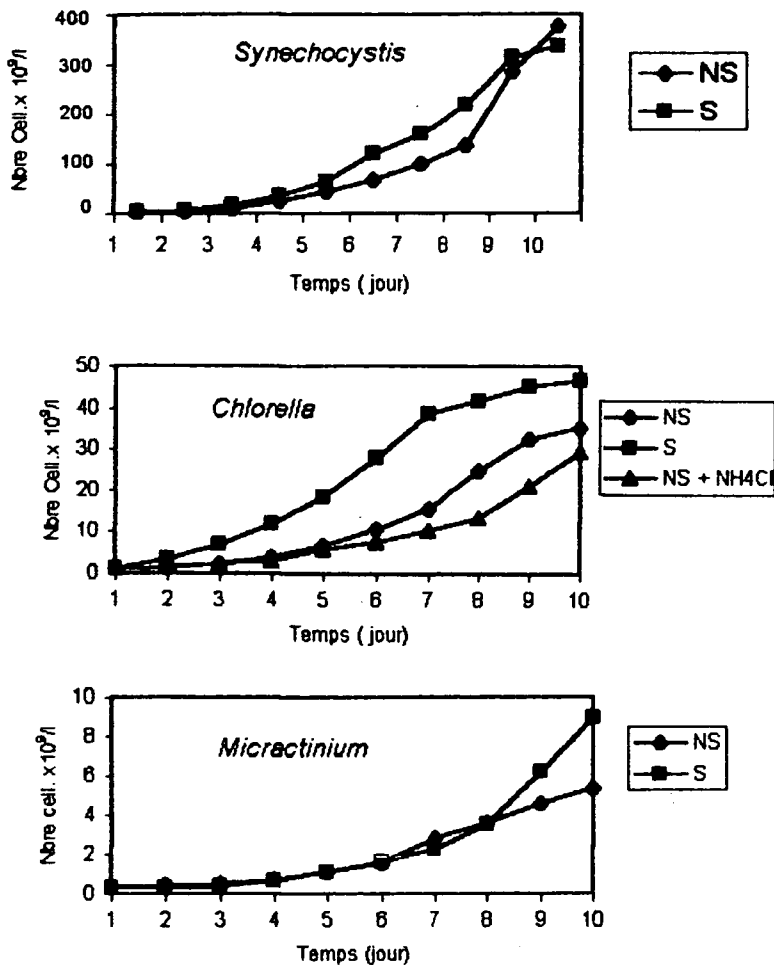 Synechocystis
Nbre Cell.x 10⁹/l
400
300
200
100
0
1 2 3 4 5 6 7 8 9 10
Temps ( jour)
NS
S
Chlorella
Nbre Cell.x 10⁹/l
50
40
30
20
10
0
1 2 3 4 5 6 7 8 9 10
Temps ( jour)
NS
S
NS + NH4Cl
Micractinium
Nbre cell. x10⁹/l
10
8
6
4
2
0
1 2 3 4 5 6 7 8 9 10
Temps (jour)
NS
S